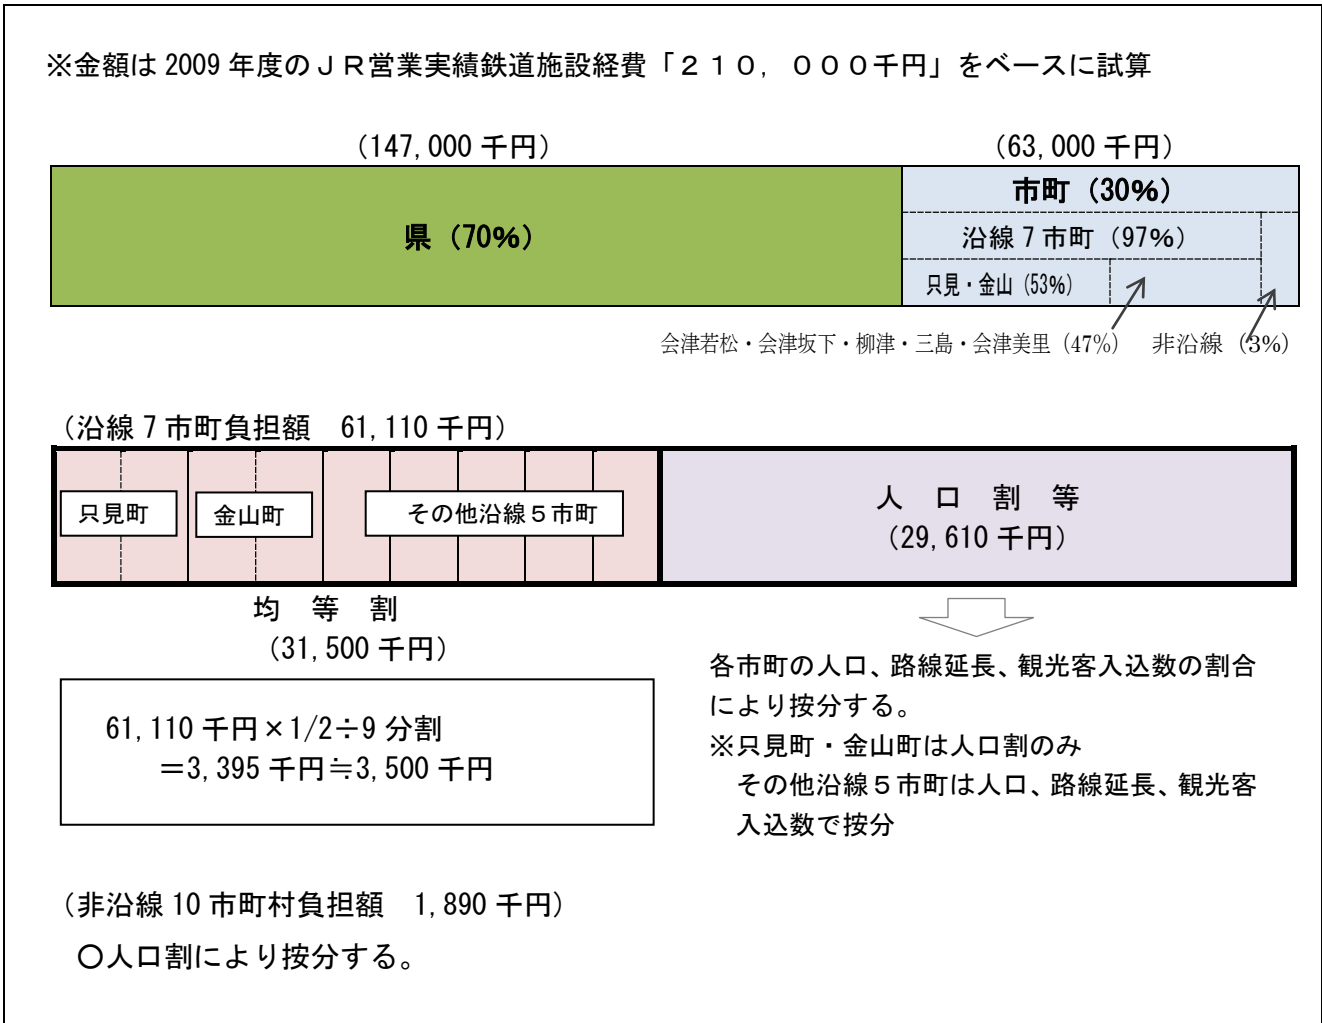 ※金額は 2009 年度のＪＲ営業実績鉄道施設経費「２１０，０００千円」をベースに試算
（147,000 千円）
（63,000 千円）
県（70％）
市町（30％）
沿線 7 市町（97％）
只見・金山（53％）
会津若松・会津坂下・柳津・三島・会津美里（47％）
非沿線（3％）
（沿線 7 市町負担額　61,110 千円）
只見町
金山町
その他沿線５市町
人　口　割　等
（29,610 千円）
均　等　割
（31,500 千円）
61,110 千円×1/2÷9 分割
＝3,395 千円≒3,500 千円
各市町の人口、路線延長、観光客入込数の割合
により按分する。
※只見町・金山町は人口割のみ
その他沿線５市町は人口、路線延長、観光客
入込数で按分
（非沿線 10 市町村負担額　1,890 千円）
〇人口割により按分する。